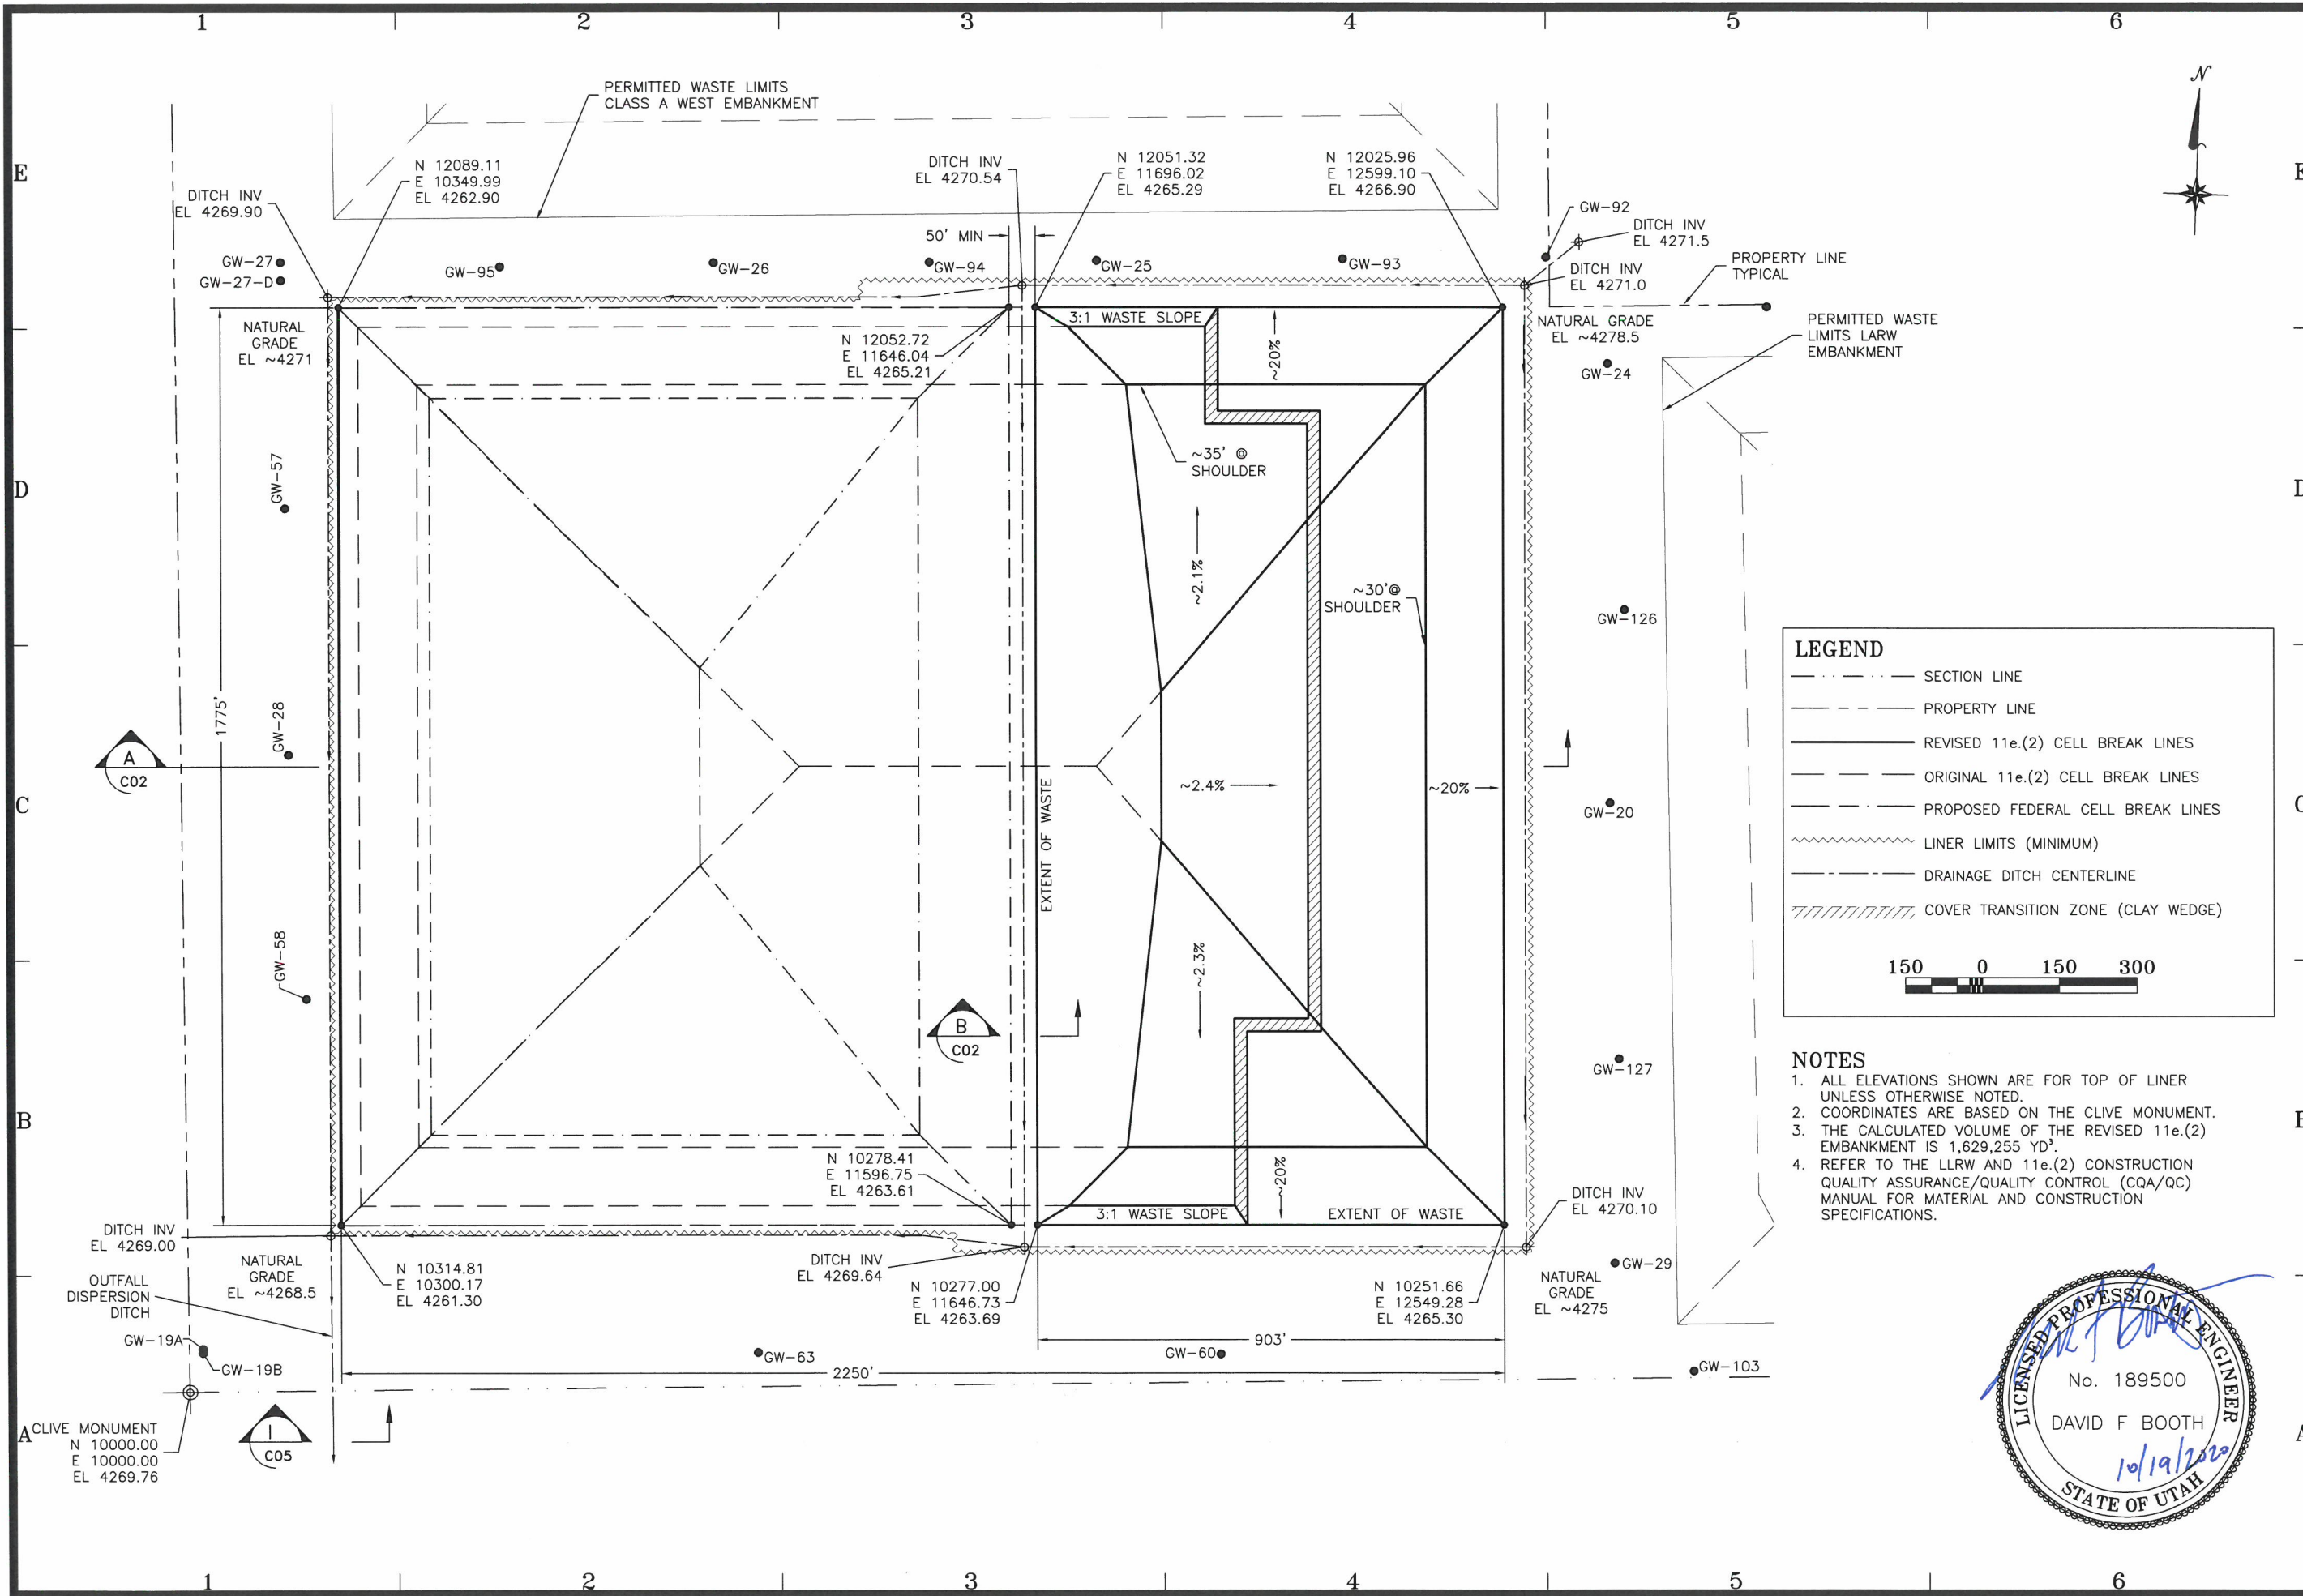 1 2 3 4 5 6
N
PERMITTED WASTE LIMITS
CLASS A WEST EMBANKMENT
E
E
N 12089.11
E 10349.99
EL 4262.90
DITCH INV
EL 4270.54
N 12051.32
E 11696.02
EL 4265.29
N 12025.96
E 12599.10
EL 4266.90
DITCH INV
EL 4269.90
GW-92
DITCH INV
EL 4271.5
50' MIN
GW-27
GW-27-D
GW-95
GW-26
GW-94
GW-25
GW-93
DITCH INV
EL 4271.0
PROPERTY LINE
TYPICAL
NATURAL
GRADE
EL ~4271
3:1 WASTE SLOPE
~20%
NATURAL GRADE
EL ~4278.5
PERMITTED WASTE
LIMITS LARW
EMBANKMENT
N 12052.72
E 11646.04
EL 4265.21
GW-24
D
D
GW-57
~35' @
SHOULDER
~2.1%
~30'@
SHOULDER
GW-126
1775'
GW-28
A
C02
EXTENT OF WASTE
~2.4%
~20%
C
C
GW-20
LEGEND
SECTION LINE
PROPERTY LINE
REVISED 11e.(2) CELL BREAK LINES
ORIGINAL 11e.(2) CELL BREAK LINES
PROPOSED FEDERAL CELL BREAK LINES
LINER LIMITS (MINIMUM)
DRAINAGE DITCH CENTERLINE
COVER TRANSITION ZONE (CLAY WEDGE)
150 0 150 300
GW-58
~2.3%
B
C02
GW-127
B
B
NOTES
1. ALL ELEVATIONS SHOWN ARE FOR TOP OF LINER
UNLESS OTHERWISE NOTED.
2. COORDINATES ARE BASED ON THE CLIVE MONUMENT.
3. THE CALCULATED VOLUME OF THE REVISED 11e.(2)
EMBANKMENT IS 1,629,255 YD³.
4. REFER TO THE LLRW AND 11e.(2) CONSTRUCTION
QUALITY ASSURANCE/QUALITY CONTROL (CQA/QC)
MANUAL FOR MATERIAL AND CONSTRUCTION
SPECIFICATIONS.
N 10278.41
E 11596.75
EL 4263.61
~20%
3:1 WASTE SLOPE
EXTENT OF WASTE
DITCH INV
EL 4270.10
DITCH INV
EL 4269.00
NATURAL
GRADE
EL ~4268.5
DITCH INV
EL 4269.64
GW-29
NATURAL
GRADE
EL ~4275
OUTFALL
DISPERSION
DITCH
N 10314.81
E 10300.17
EL 4261.30
N 10277.00
E 11646.73
EL 4263.69
N 10251.66
E 12549.28
EL 4265.30
903'
GW-19A
GW-19B
GW-63
GW-60
GW-103
2250'
A
A
CLIVE MONUMENT
N 10000.00
E 10000.00
EL 4269.76
I
C05
LICENSED PROFESSIONAL ENGINEER
No. 189500
DAVID F BOOTH
10/19/2020
STATE OF UTAH
1 2 3 4 5 6